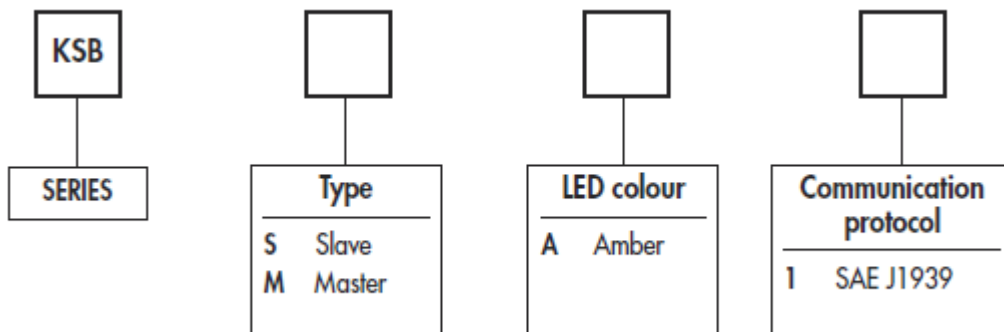 KSB
SERIES
Type
S Slave
M Master
LED colour
A Amber
Communication
protocol
1 SAE J1939